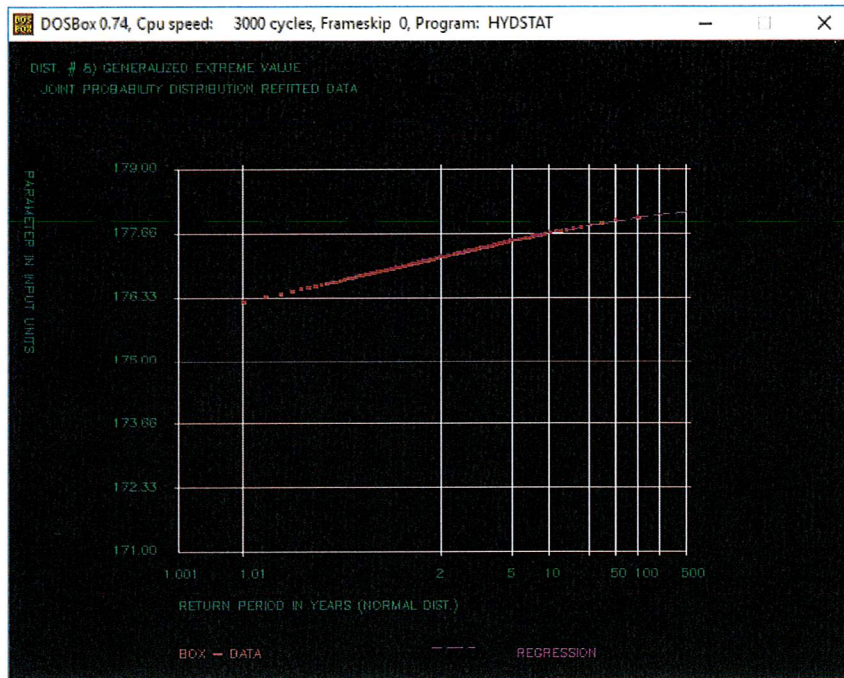 DOSBox 0.74, Cpu speed: 3000 cycles, Frameskip 0, Program: HYDSTAT
DIST. # 8) GENERALIZED EXTREME VALUE
JOINT PROBABILITY DISTRIBUTION REFITTED DATA
PARAMETER IN INPUT UNITS
179.00
177.66
176.33
175.00
173.66
172.33
171.00
1.001 1.01 2 5 10 50 100 500
RETURN PERIOD IN YEARS (NORMAL DIST.)
BOX - DATA --- REGRESSION